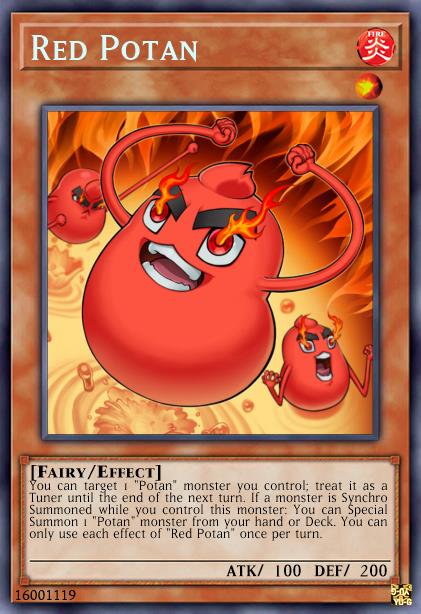 Red Potan
FIRE
炎
[Fairy/Effect]
You can target 1 "Potan" monster you control; treat it as a
Tuner until the end of the next turn. If a monster is Synchro
Summoned while you control this monster: You can Special
Summon 1 "Potan" monster from your hand or Deck. You can
only use each effect of "Red Potan" once per turn.
ATK/ 100 DEF/ 200
16001119